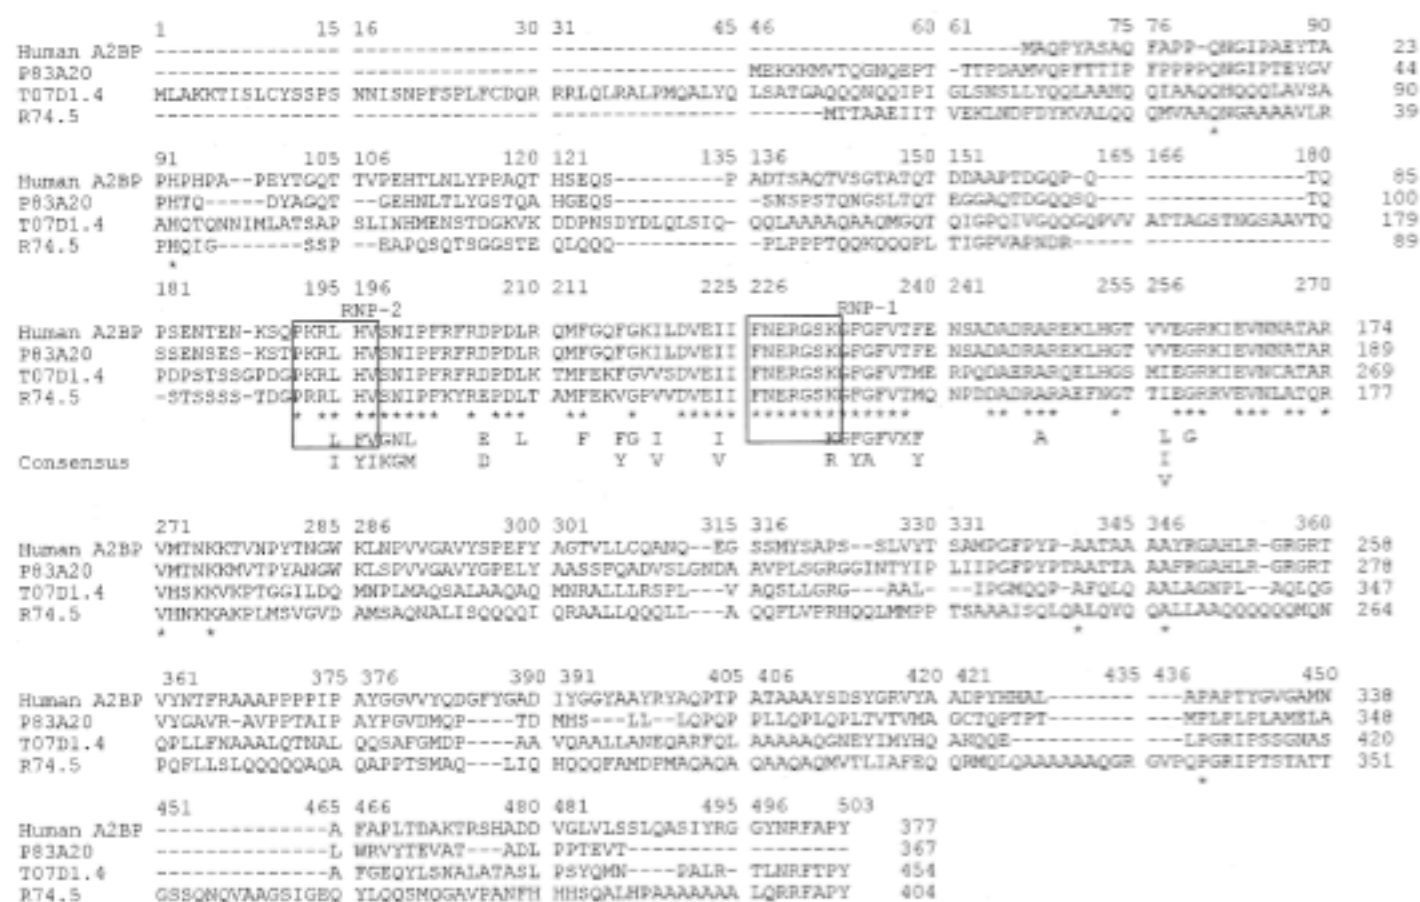 1 15 16 30 31 45 46 60 61 75 76 90
Human A2BP --------------- --------------- --------------- --------------- ------MAQPYASAQ FAPP-QNGIPAEYTA 23
P83A20 --------------- --------------- --------------- MEKKKMVTQGNQEPT -TTPDAMVQPFTTIP FPPPPQNGIPTEYGV 44
T07D1.4 MLAKKTISLCYSSPS NNISNPFSPLFCDQR RRLQLRALPMQALYQ LSATGAQQQNQQIPI GLSNSLLYQQLAAHQ QIAAQQHQQQLAVSA 90
R74.5 --------------- --------------- --------------- ------MTTAAEIIT VEKLNDPDYKVALQQ QMVAAQNGAAAAVLR 39
*
91 105 106 120 121 135 136 150 151 165 166 180
Human A2BP PHPHPA--PEYTGQT TVPEHTLNLYPPAQT HSEQS---------P ADTSAQTVSGTATQT DDAAPTDGQP-Q--- -------------TQ 85
P83A20 PHTQ-----DYAGQT --GEHNLTLYGSTQA HGEQS---------- -SNSPSTQNGSLTQT EGGAQTDGQQSQ--- -------------TQ 100
T07D1.4 AHQTQNNIMLATSAP SLINHMENSTDGKVK DDPNSDYDLQLSIQ- QQLAAAAQAAQMGQT QIGPQIVGQQGQPVV ATTAGSTNGSAAVTQ 179
R74.5 PHQIG------SSP --EAPQSQTSGGSTE QLQQQ---------- -PLPPPTQQKDQQPL TIGPVAPNDR----- --------------- 89
*
181 195 196 210 211 225 226 240 241 255 256 270
RNP-2 RNP-1
Human A2BP PSENTEN-KSQPKRL HVSNIPFRFRDPDLR QMFGQFGKILDVEII FNERGSKGFGFVTFE NSADADRAREKLHGT VVEGRKIEVNNATAR 174
P83A20 SSENSES-KSTPKRL HVSNIPFRFRDPDLR QMFGQFGKILDVEII FNERGSKGFGFVTFE NSADADRAREKLHGT VVEGRKIEVNNATAR 189
T07D1.4 PDPSTSSGPDGPKRL HVSNIPFRFRDPDLK TMFEKFGVVSDVEII FNERGSKGFGFVTME RPQDAERARQELHGS MIEGRKIEVNCATAR 269
R74.5 -STSSSS-TDGPRRL HVSNIPFKYREPDLT AMFEKVGPVVDVEII FNERGSKGFGFVTMQ NPDDADRARAEFNGT TIEGRRVEVNLATQR 177
* ** ******* * *** ** * ***** ************** ** *** * *** *** ** *
L FVGNL E L F FG I I KGFGFVKF A L G
Consensus I YIKGM D Y V V R YA Y I
V
271 285 286 300 301 315 316 330 331 345 346 360
Human A2BP VMTNKKTVNPYTNGW KLNPVVGAVYSPEFY AGTVLLCQANQ--EG SSMYSAPS--SLVYT SAMPGFPYP-AATAA AAYRGAHLR-GRGRT 258
P83A20 VMTNKKMVTPYANGW KLSPVVGAVYGPELY AASSFQADVSLGNDA AVPLSGRGGINTYIP LIIPGFPYPTAATTA AAFRGAHLR-GRGRT 278
T07D1.4 VHSKKVKPTGGILDQ MNPLMAQSALAAQAQ MNRALLLRSPL---V AQSLLGRG---AAL- --IPGMQQP-AFQLQ AALAGNPL--AQLQG 347
R74.5 VHNKKAKPLMSVGVD AMSAQNALISQQQQI QRAALLQQQLL---A AQQFLVPRHQQLMMPP TSAAAISQLQALQYQ QALLAAQQQQQQMQN 264
* * * *
361 375 376 390 391 405 406 420 421 435 436 450
Human A2BP VYNTFRAAAPPPPIP AYGGVVYQDGFYGAD IYGGYAAYRYAQPTP ATAAAYSDSYGRVYA ADPYHHAL------- ---APAPTYGVGAMN 338
P83A20 VYGAVR-AVPPTAIP AYPGVDMQP----TD MHS---LL--LQPQP PLLQPLQPLTVTVMA GCTQPTPT------- ---MPLPLPLAMELA 348
T07D1.4 QPLLFNAAALQTNAL QQSAFGMDP----AA VQAALLANEQARFQL AAAAAQGNEYIMYHQ AKQQE---------- ---LPGRIPSSGNAS 420
R74.5 PQFLLSLQQQQQAQA QAPPTSMAQ---LIQ HQQQFAMDPMAQAQA QAAQAQMVTLIAFEQ QRMQLQAAAAAAQGR GVPQPGRIPTSTATT 351
*
451 465 466 480 481 495 496 503
Human A2BP --------------A FAPLTDAKTRSHADD VGLVLSSLQASIYRG GYNRFAPY 377
P83A20 --------------L WRVYTEVAT---ADL PPTEVT--------- -------- 367
T07D1.4 --------------A FGEQYLSNALATASL PSYQMN----PALR- TLNRFTPY 454
R74.5 GSSQNQVAAGSIGEQ YLQQSMQGAVPANFH HHSQALHPAAAAAAA LQRRFAPY 404